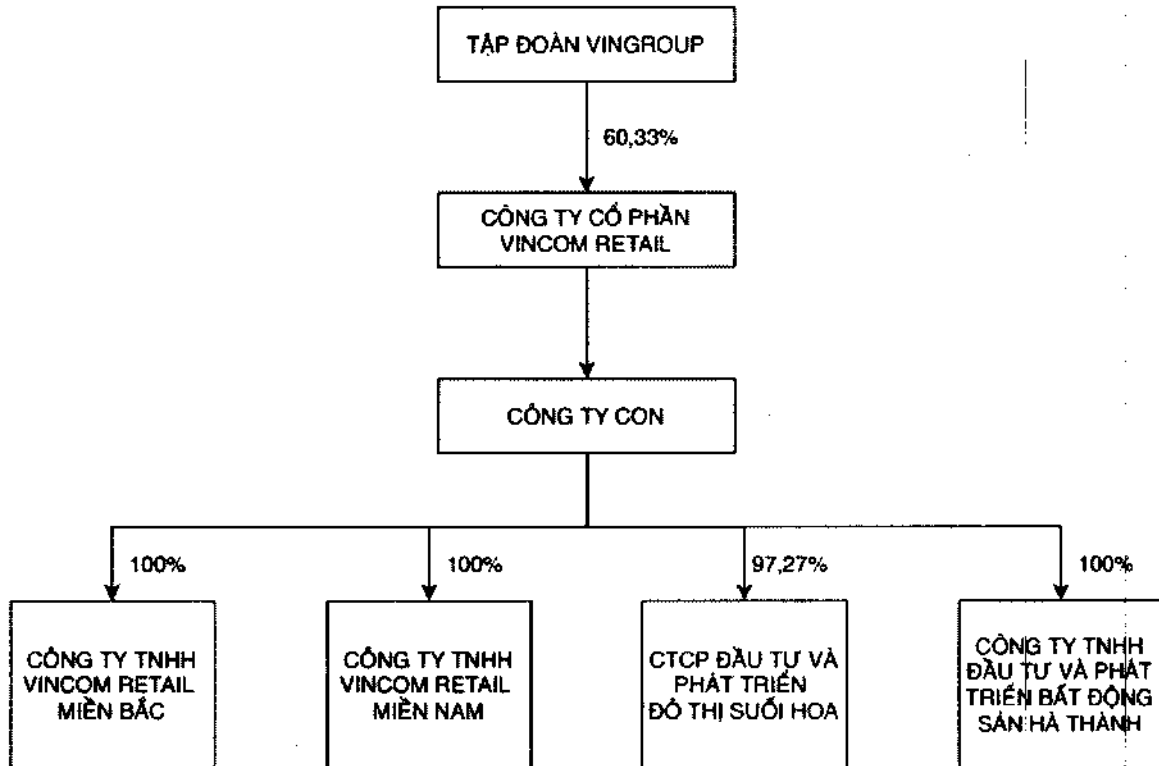 TẬP ĐOÀN VINGROUP
60,33%
CÔNG TY CỔ PHẦN
VINCOM RETAIL
CÔNG TY CON
100%
100%
97,27%
100%
CÔNG TY TNHH
VINCOM RETAIL
MIỀN BẮC
CÔNG TY TNHH
VINCOM RETAIL
MIỀN NAM
CTCP ĐẦU TƯ VÀ
PHÁT TRIỂN
ĐÔ THỊ SUỐI HOA
CÔNG TY TNHH
ĐẦU TƯ VÀ PHÁT
TRIỂN BẤT ĐỘNG
SẢN HÀ THÀNH